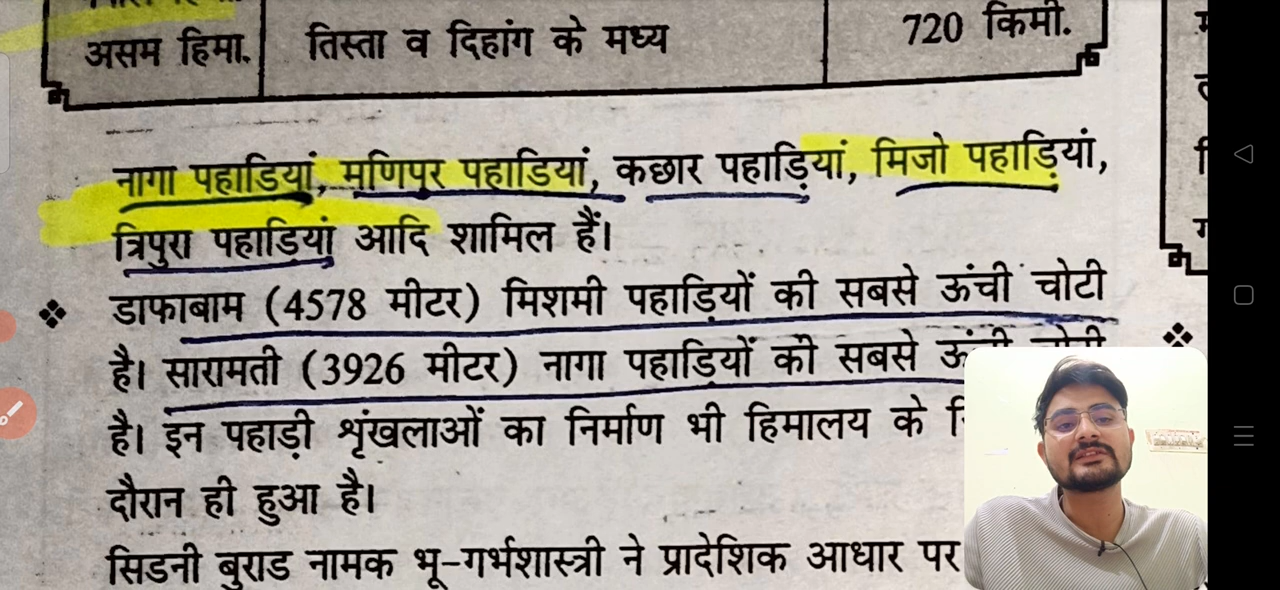 असम हिमा. तिस्ता व दिहांग के मध्य 720 किमी.
नागा पहाडियां, मणिपुर पहाडियां, कछार पहाड़ियां, मिजो पहाड़ियां,
त्रिपुरा पहाडियां आदि शामिल हैं।
❖ डाफाबाम (4578 मीटर) मिशमी पहाड़ियों की सबसे ऊंची चोटी
है। सारामती (3926 मीटर) नागा पहाड़ियों की सबसे
है। इन पहाड़ी शृंखलाओं का निर्माण भी हिमालय के
दौरान ही हुआ है।
सिडनी बुराड नामक भू-गर्भशास्त्री ने प्रादेशिक आधार पर